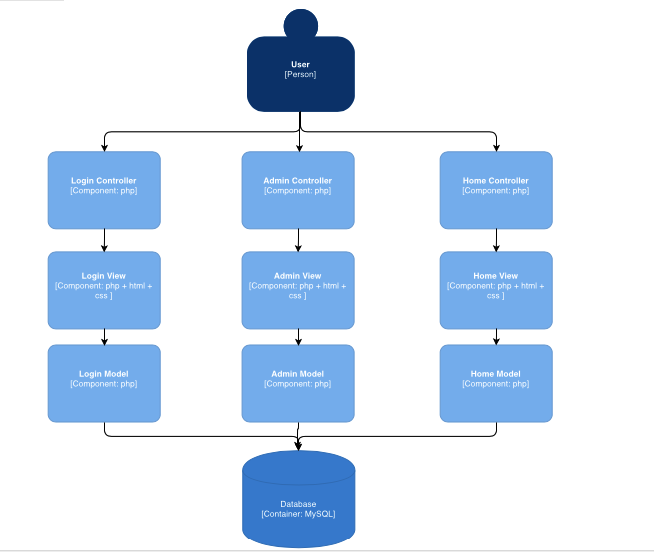 User
[Person]
Login Controller
[Component: php]
Admin Controller
[Component: php]
Home Controller
[Component: php]
Login View
[Component: php + html +
css ]
Admin View
[Component: php + html +
css ]
Home View
[Component: php + html +
css ]
Login Model
[Component: php]
Admin Model
[Component: php]
Home Model
[Component: php]
Database
[Container: MySQL]